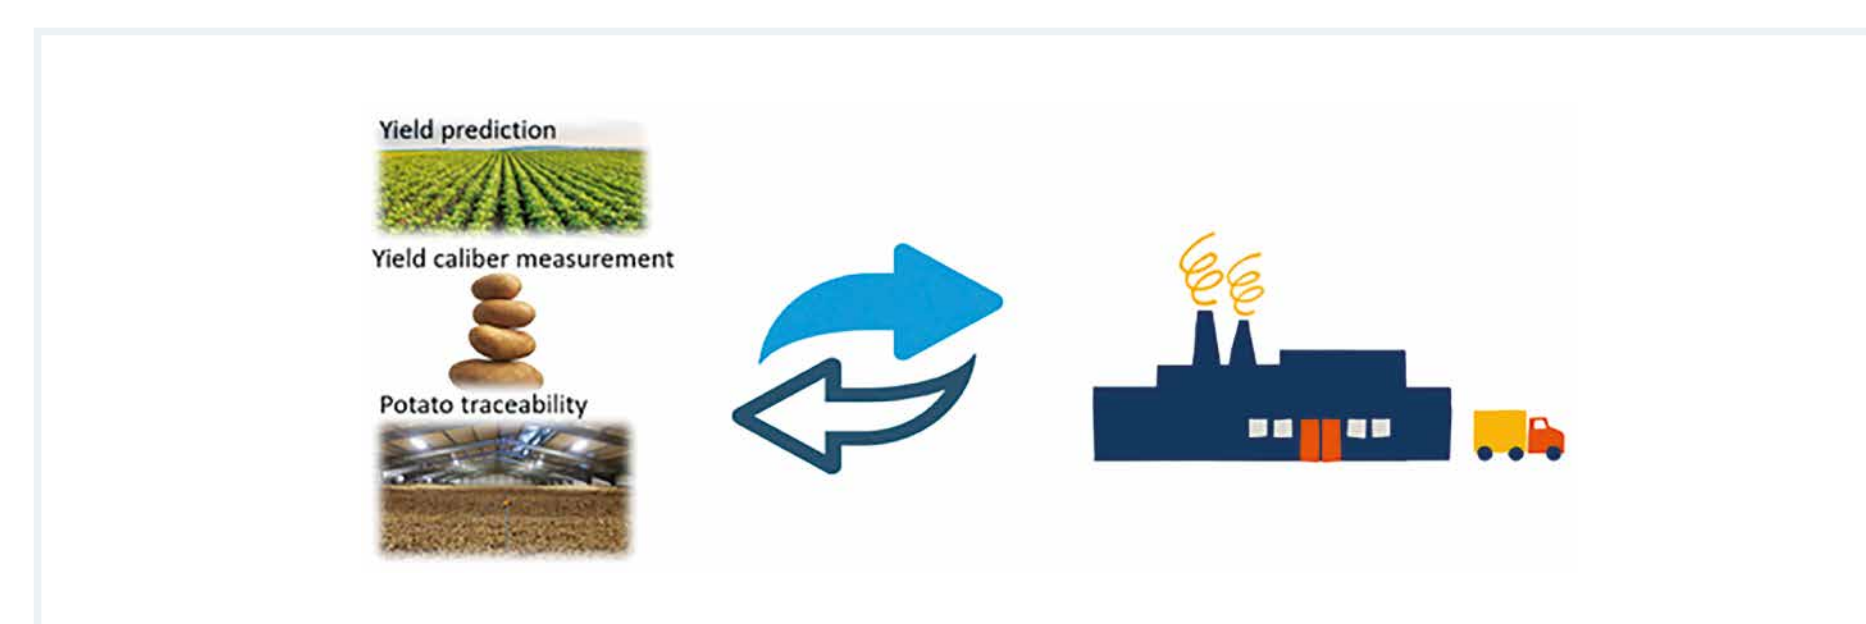 Yield prediction
Yield caliber measurement
Potato traceability